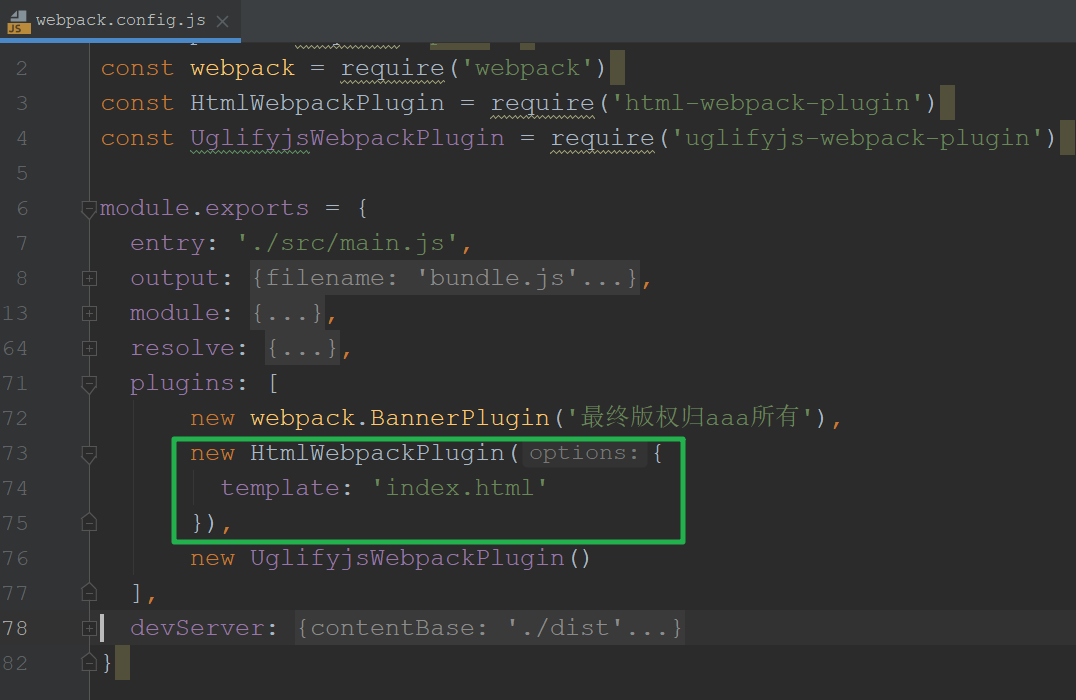 JS webpack.config.js
2 const webpack = require('webpack')
3 const HtmlWebpackPlugin = require('html-webpack-plugin')
4 const UglifyjsWebpackPlugin = require('uglifyjs-webpack-plugin')
5
6 module.exports = {
7 entry: './src/main.js',
8 output: {filename: 'bundle.js'...},
13 module: {...},
64 resolve: {...},
71 plugins: [
72 new webpack.BannerPlugin('最终版权归aaa所有'),
73 new HtmlWebpackPlugin( options: {
74 template: 'index.html'
75 }),
76 new UglifyjsWebpackPlugin()
77 ],
78 devServer: {contentBase: './dist'...}
82 }